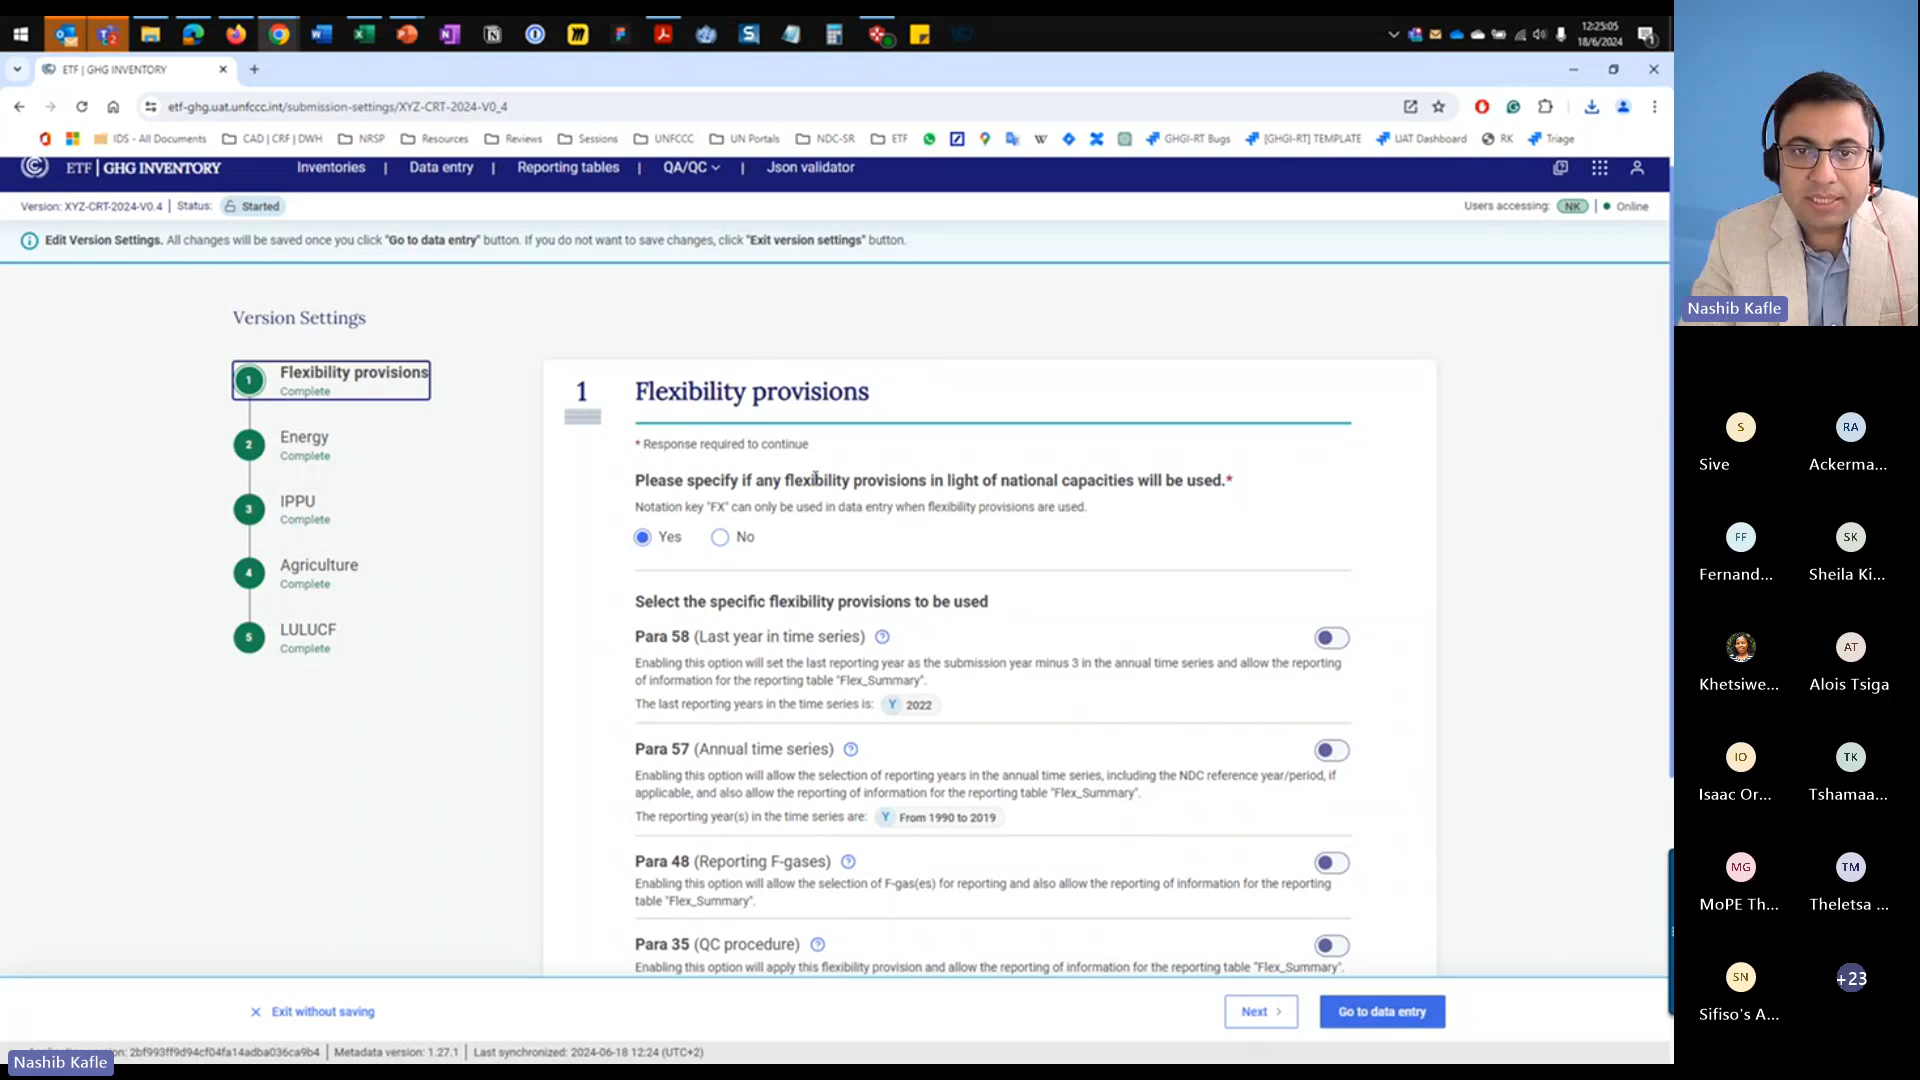 12:25:05
18/6/2024
ETF | GHG INVENTORY
etf-ghg.uat.unfccc.int/submission-settings/XYZ-CRT-2024-V0_4
IDS - All Documents CAD | CRF | DWH NRSP Resources Reviews Sessions UNFCCC UN Portals NDC-SR ETF GHGI-RT Bugs [GHGI-RT] TEMPLATE UAT Dashboard RK Triage
ETF | GHG INVENTORY Inventories | Data entry | Reporting tables | QA/QC | Json validator
Version: XYZ-CRT-2024-V0.4 | Status: Started Users accessing: NK | Online
Edit Version Settings. All changes will be saved once you click "Go to data entry" button. If you do not want to save changes, click "Exit version settings" button.
Version Settings
1 Flexibility provisions
Complete
2 Energy
Complete
3 IPPU
Complete
4 Agriculture
Complete
5 LULUCF
Complete
1 Flexibility provisions
* Response required to continue
Please specify if any flexibility provisions in light of national capacities will be used.*
Notation key "FX" can only be used in data entry when flexibility provisions are used.
Yes No
Select the specific flexibility provisions to be used
Para 58 (Last year in time series) ?
Enabling this option will set the last reporting year as the submission year minus 3 in the annual time series and allow the reporting
of information for the reporting table "Flex_Summary".
The last reporting years in the time series is: Y 2022
Para 57 (Annual time series) ?
Enabling this option will allow the selection of reporting years in the annual time series, including the NDC reference year/period, if
applicable, and also allow the reporting of information for the reporting table "Flex_Summary".
The reporting year(s) in the time series are: Y From 1990 to 2019
Para 48 (Reporting F-gases) ?
Enabling this option will allow the selection of F-gas(es) for reporting and also allow the reporting of information for the reporting
table "Flex_Summary".
Para 35 (QC procedure) ?
Enabling this option will apply this flexibility provision and allow the reporting of information for the reporting table "Flex_Summary".
Exit without saving
Next >
Go to data entry
2bf993ff9d94cf04fa14adba036ca9b4 | Metadata version: 1.27.1 | Last synchronized: 2024-06-18 12:24 (UTC+2)
Nashib Kafle
Nashib Kafle
S RA
Sive Ackerma...
FF SK
Fernand... Sheila Ki...
AT
Khetsiwe... Alois Tsiga
IO TK
Isaac Or... Tshamaa...
MG TM
MoPE Th... Theletsa ...
SN +23
Sifiso's A...